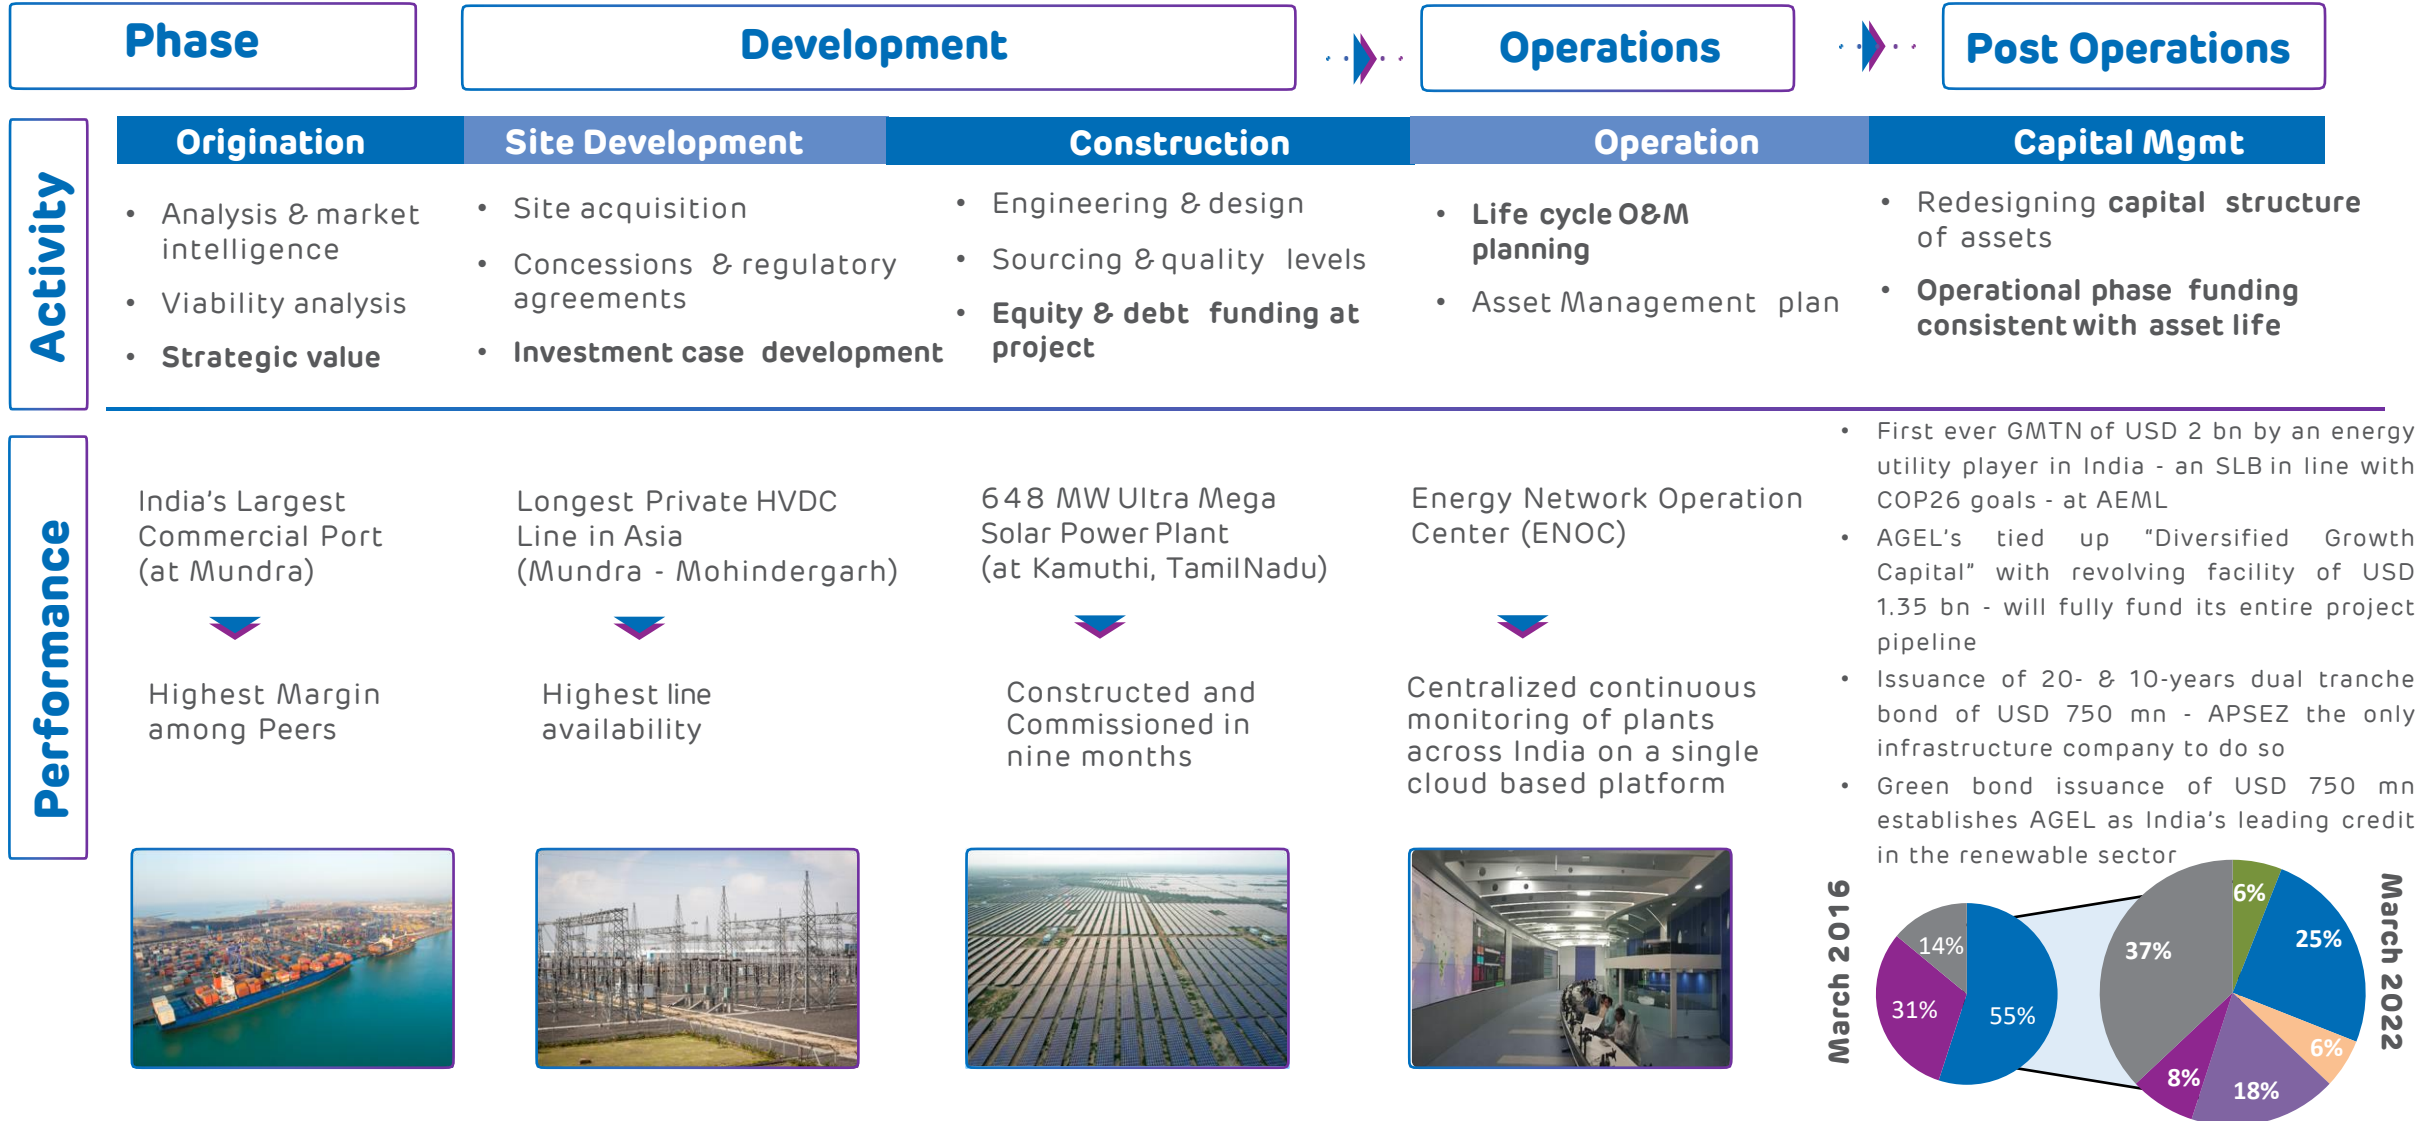 Phase
Development
Operations
Post Operations
Activity
Origination
Site Development
Construction
Operation
Capital Mgmt
• Analysis & market
intelligence
• Viability analysis
• Strategic value
• Site acquisition
• Concessions & regulatory
agreements
• Investment case development
• Engineering & design
• Sourcing & quality levels
• Equity & debt funding at
project
• Life cycle O&M
planning
• Asset Management plan
• Redesigning capital structure
of assets
• Operational phase funding
consistent with asset life
Performance
India's Largest
Commercial Port
(at Mundra)
Highest Margin
among Peers
Longest Private HVDC
Line in Asia
(Mundra - Mohindergarh)
Highest line
availability
648 MW Ultra Mega
Solar Power Plant
(at Kamuthi, TamilNadu)
Constructed and
Commissioned in
nine months
Energy Network Operation
Center (ENOC)
Centralized continuous
monitoring of plants
across India on a single
cloud based platform
• First ever GMTN of USD 2 bn by an energy
utility player in India - an SLB in line with
COP26 goals - at AEML
• AGEL's tied up "Diversified Growth
Capital" with revolving facility of USD
1.35 bn - will fully fund its entire project
pipeline
• Issuance of 20- & 10-years dual tranche
bond of USD 750 mn - APSEZ the only
infrastructure company to do so
• Green bond issuance of USD 750 mn
establishes AGEL as India's leading credit
in the renewable sector
March 2016
14%
31%
55%
6%
37%
25%
6%
8%
18%
March 2022